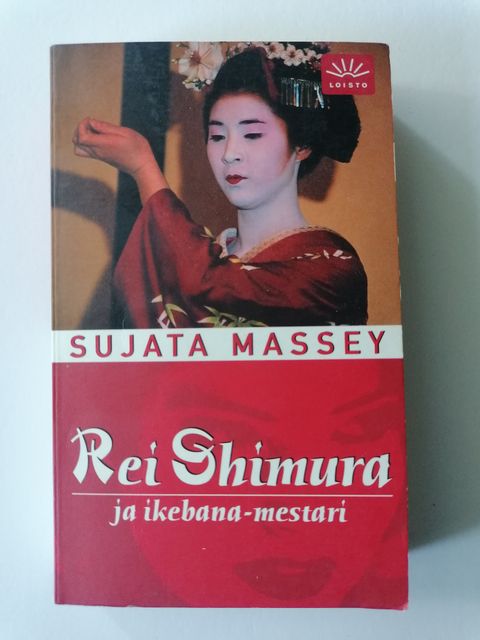 LOISTO
SUJATA MASSEY
Rei Shimura
ja ikebana-mestari